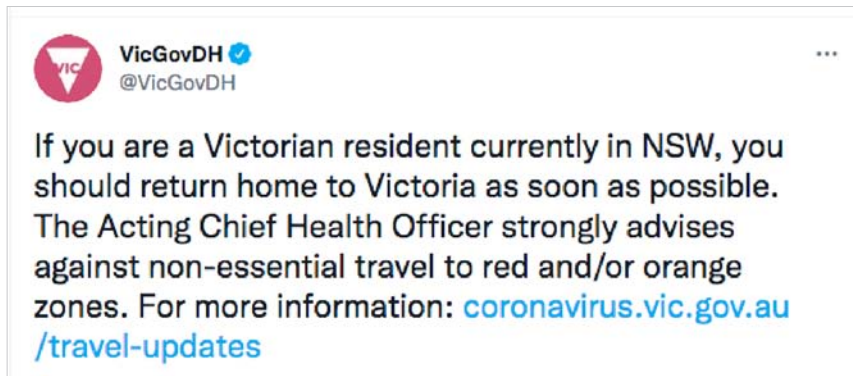 VIC
VicGovDH
@VicGovDH
If you are a Victorian resident currently in NSW, you
should return home to Victoria as soon as possible.
The Acting Chief Health Officer strongly advises
against non-essential travel to red and/or orange
zones. For more information: coronavirus.vic.gov.au
/travel-updates